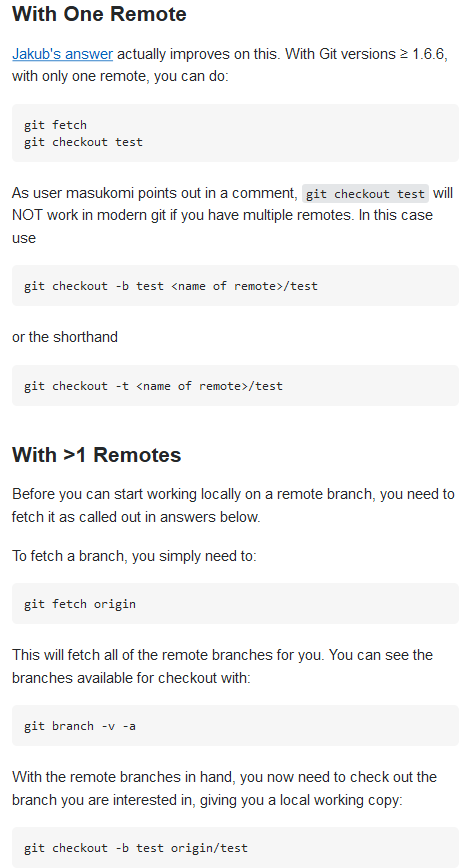 With One Remote
Jakub's answer actually improves on this. With Git versions ≥ 1.6.6,
with only one remote, you can do:
git fetch
git checkout test
As user masukomi points out in a comment, git checkout test will
NOT work in modern git if you have multiple remotes. In this case
use
git checkout -b test <name of remote>/test
or the shorthand
git checkout -t <name of remote>/test
With >1 Remotes
Before you can start working locally on a remote branch, you need to
fetch it as called out in answers below.
To fetch a branch, you simply need to:
git fetch origin
This will fetch all of the remote branches for you. You can see the
branches available for checkout with:
git branch -v -a
With the remote branches in hand, you now need to check out the
branch you are interested in, giving you a local working copy:
git checkout -b test origin/test